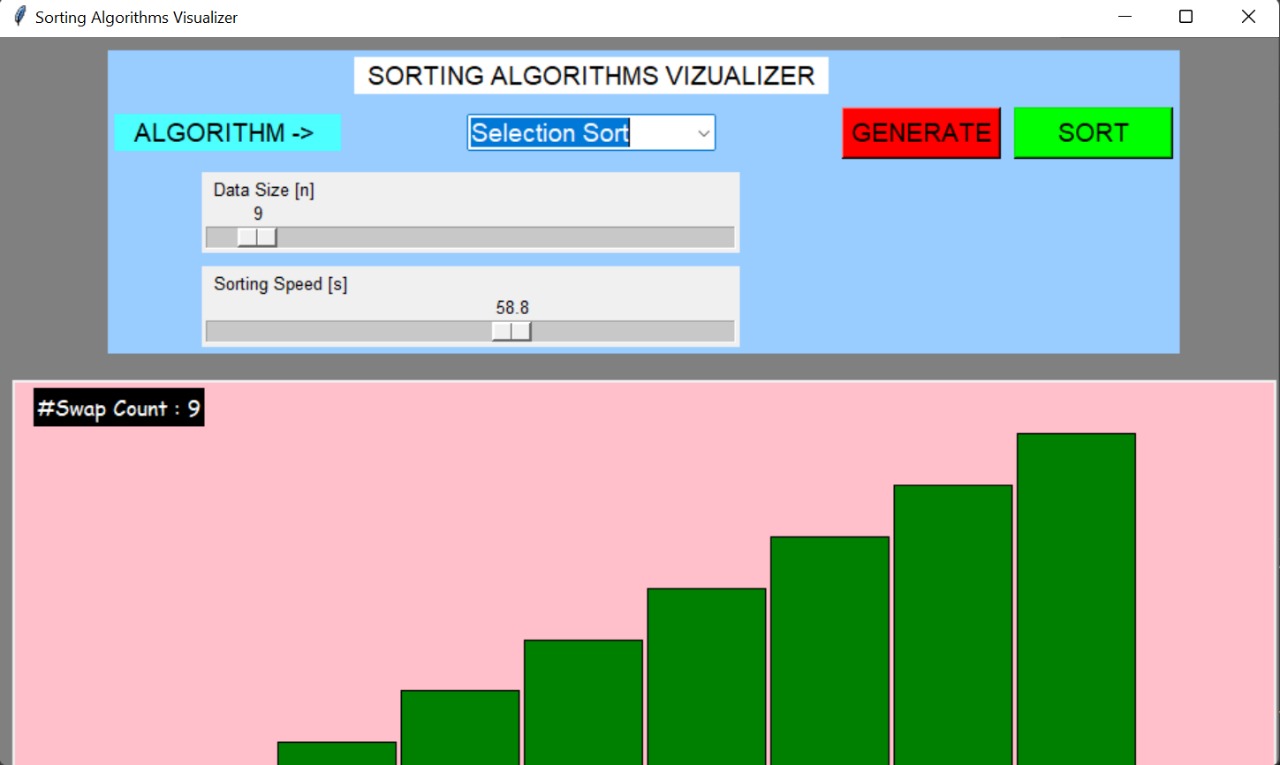 Sorting Algorithms Visualizer
SORTING ALGORITHMS VIZUALIZER
ALGORITHM -> Selection Sort GENERATE SORT
Data Size [n]
9
Sorting Speed [s]
58.8
#Swap Count : 9